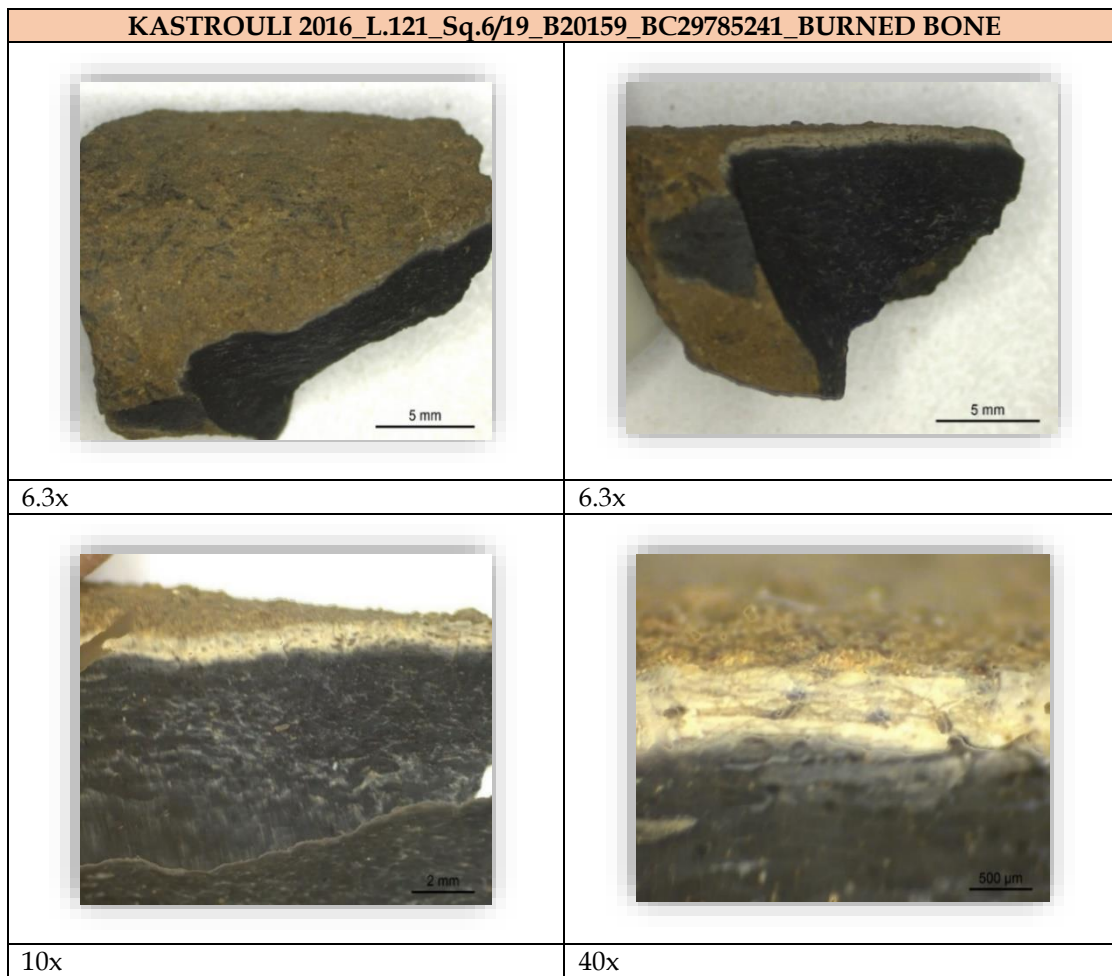 KASTROULI 2016_L.121_Sq.6/19_B20159_BC29785241_BURNED BONE
5 mm
5 mm
6.3x
6.3x
2 mm
500 µm
10x
40x